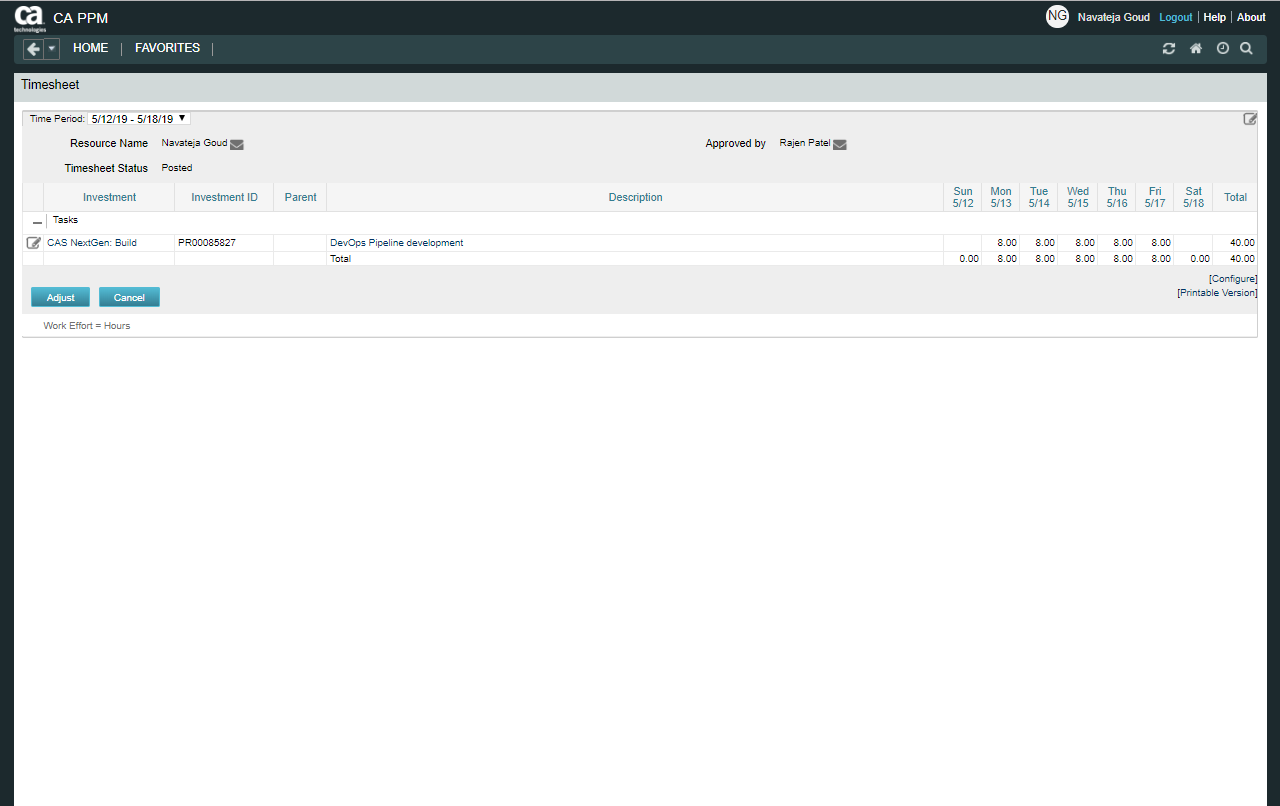 ca technologies CA PPM
NG Navateja Goud Logout | Help | About
HOME | FAVORITES |
Timesheet
Time Period: 5/12/19 - 5/18/19
Resource Name Navateja Goud Approved by Rajen Patel
Timesheet Status Posted
Investment Investment ID Parent Description Sun 5/12 Mon 5/13 Tue 5/14 Wed 5/15 Thu 5/16 Fri 5/17 Sat 5/18 Total
Tasks
CAS NextGen: Build PR00085827 DevOps Pipeline development 8.00 8.00 8.00 8.00 8.00 40.00
Total 0.00 8.00 8.00 8.00 8.00 8.00 0.00 40.00
[Configure]
Adjust Cancel [Printable Version]
Work Effort = Hours